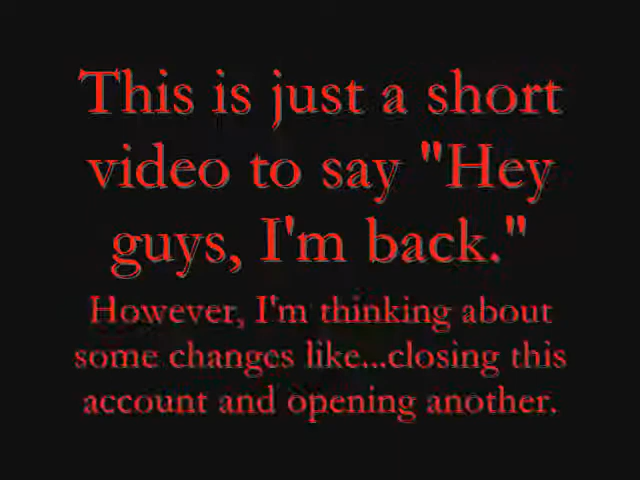 This is just a short
video to say "Hey
guys, I'm back."
However, I'm thinking about
some changes like...closing this
account and opening another.